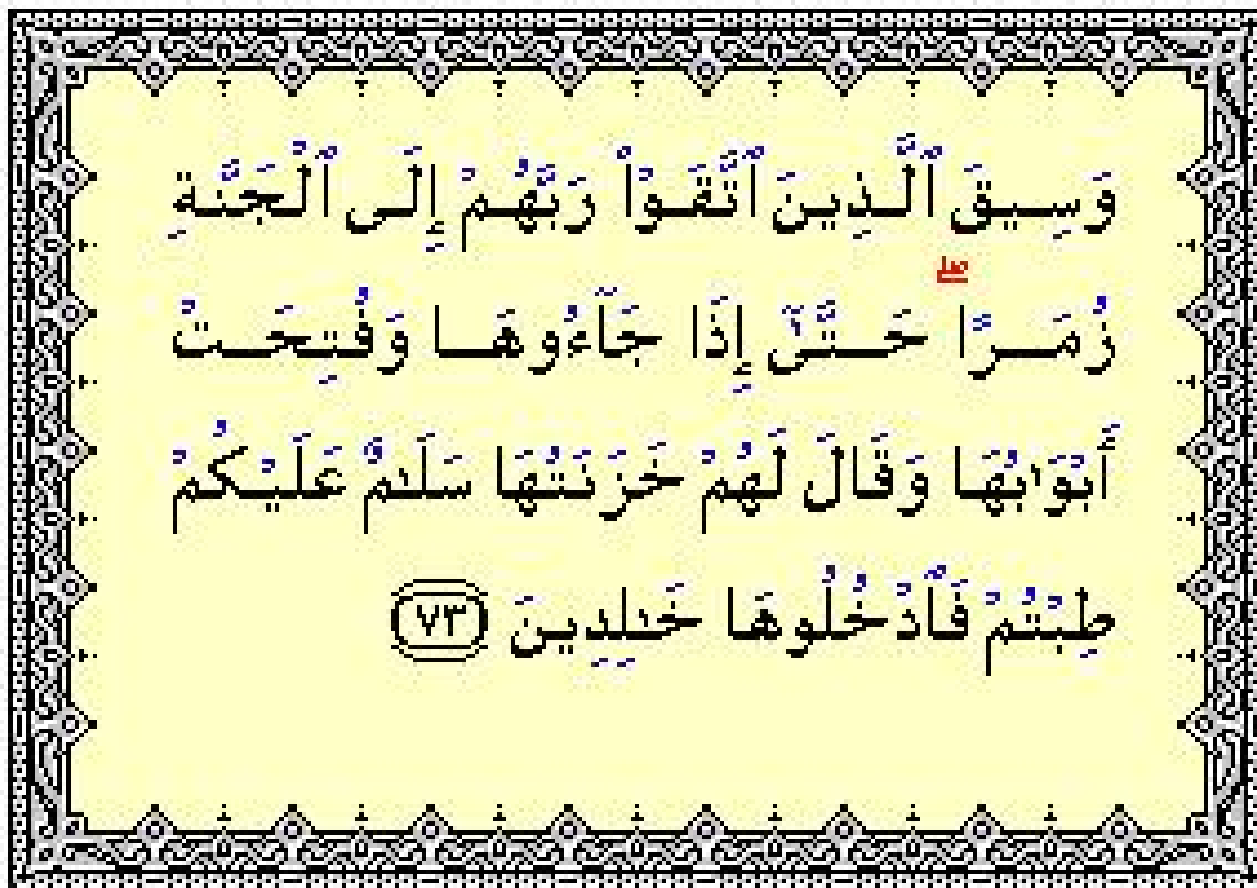 وَسِيقَ ٱلَّذِينَ ٱتَّقَوْا۟ رَبَّهُمْ إِلَى ٱلْجَنَّةِ
زُمَرًا ۖ حَتَّىٰٓ إِذَا جَآءُوهَا وَفُتِحَتْ
أَبْوَٰبُهَا وَقَالَ لَهُمْ خَزَنَتُهَا سَلَـٰمٌ عَلَيْكُمْ
طِبْتُمْ فَٱدْخُلُوهَا خَـٰلِدِينَ ٧٣